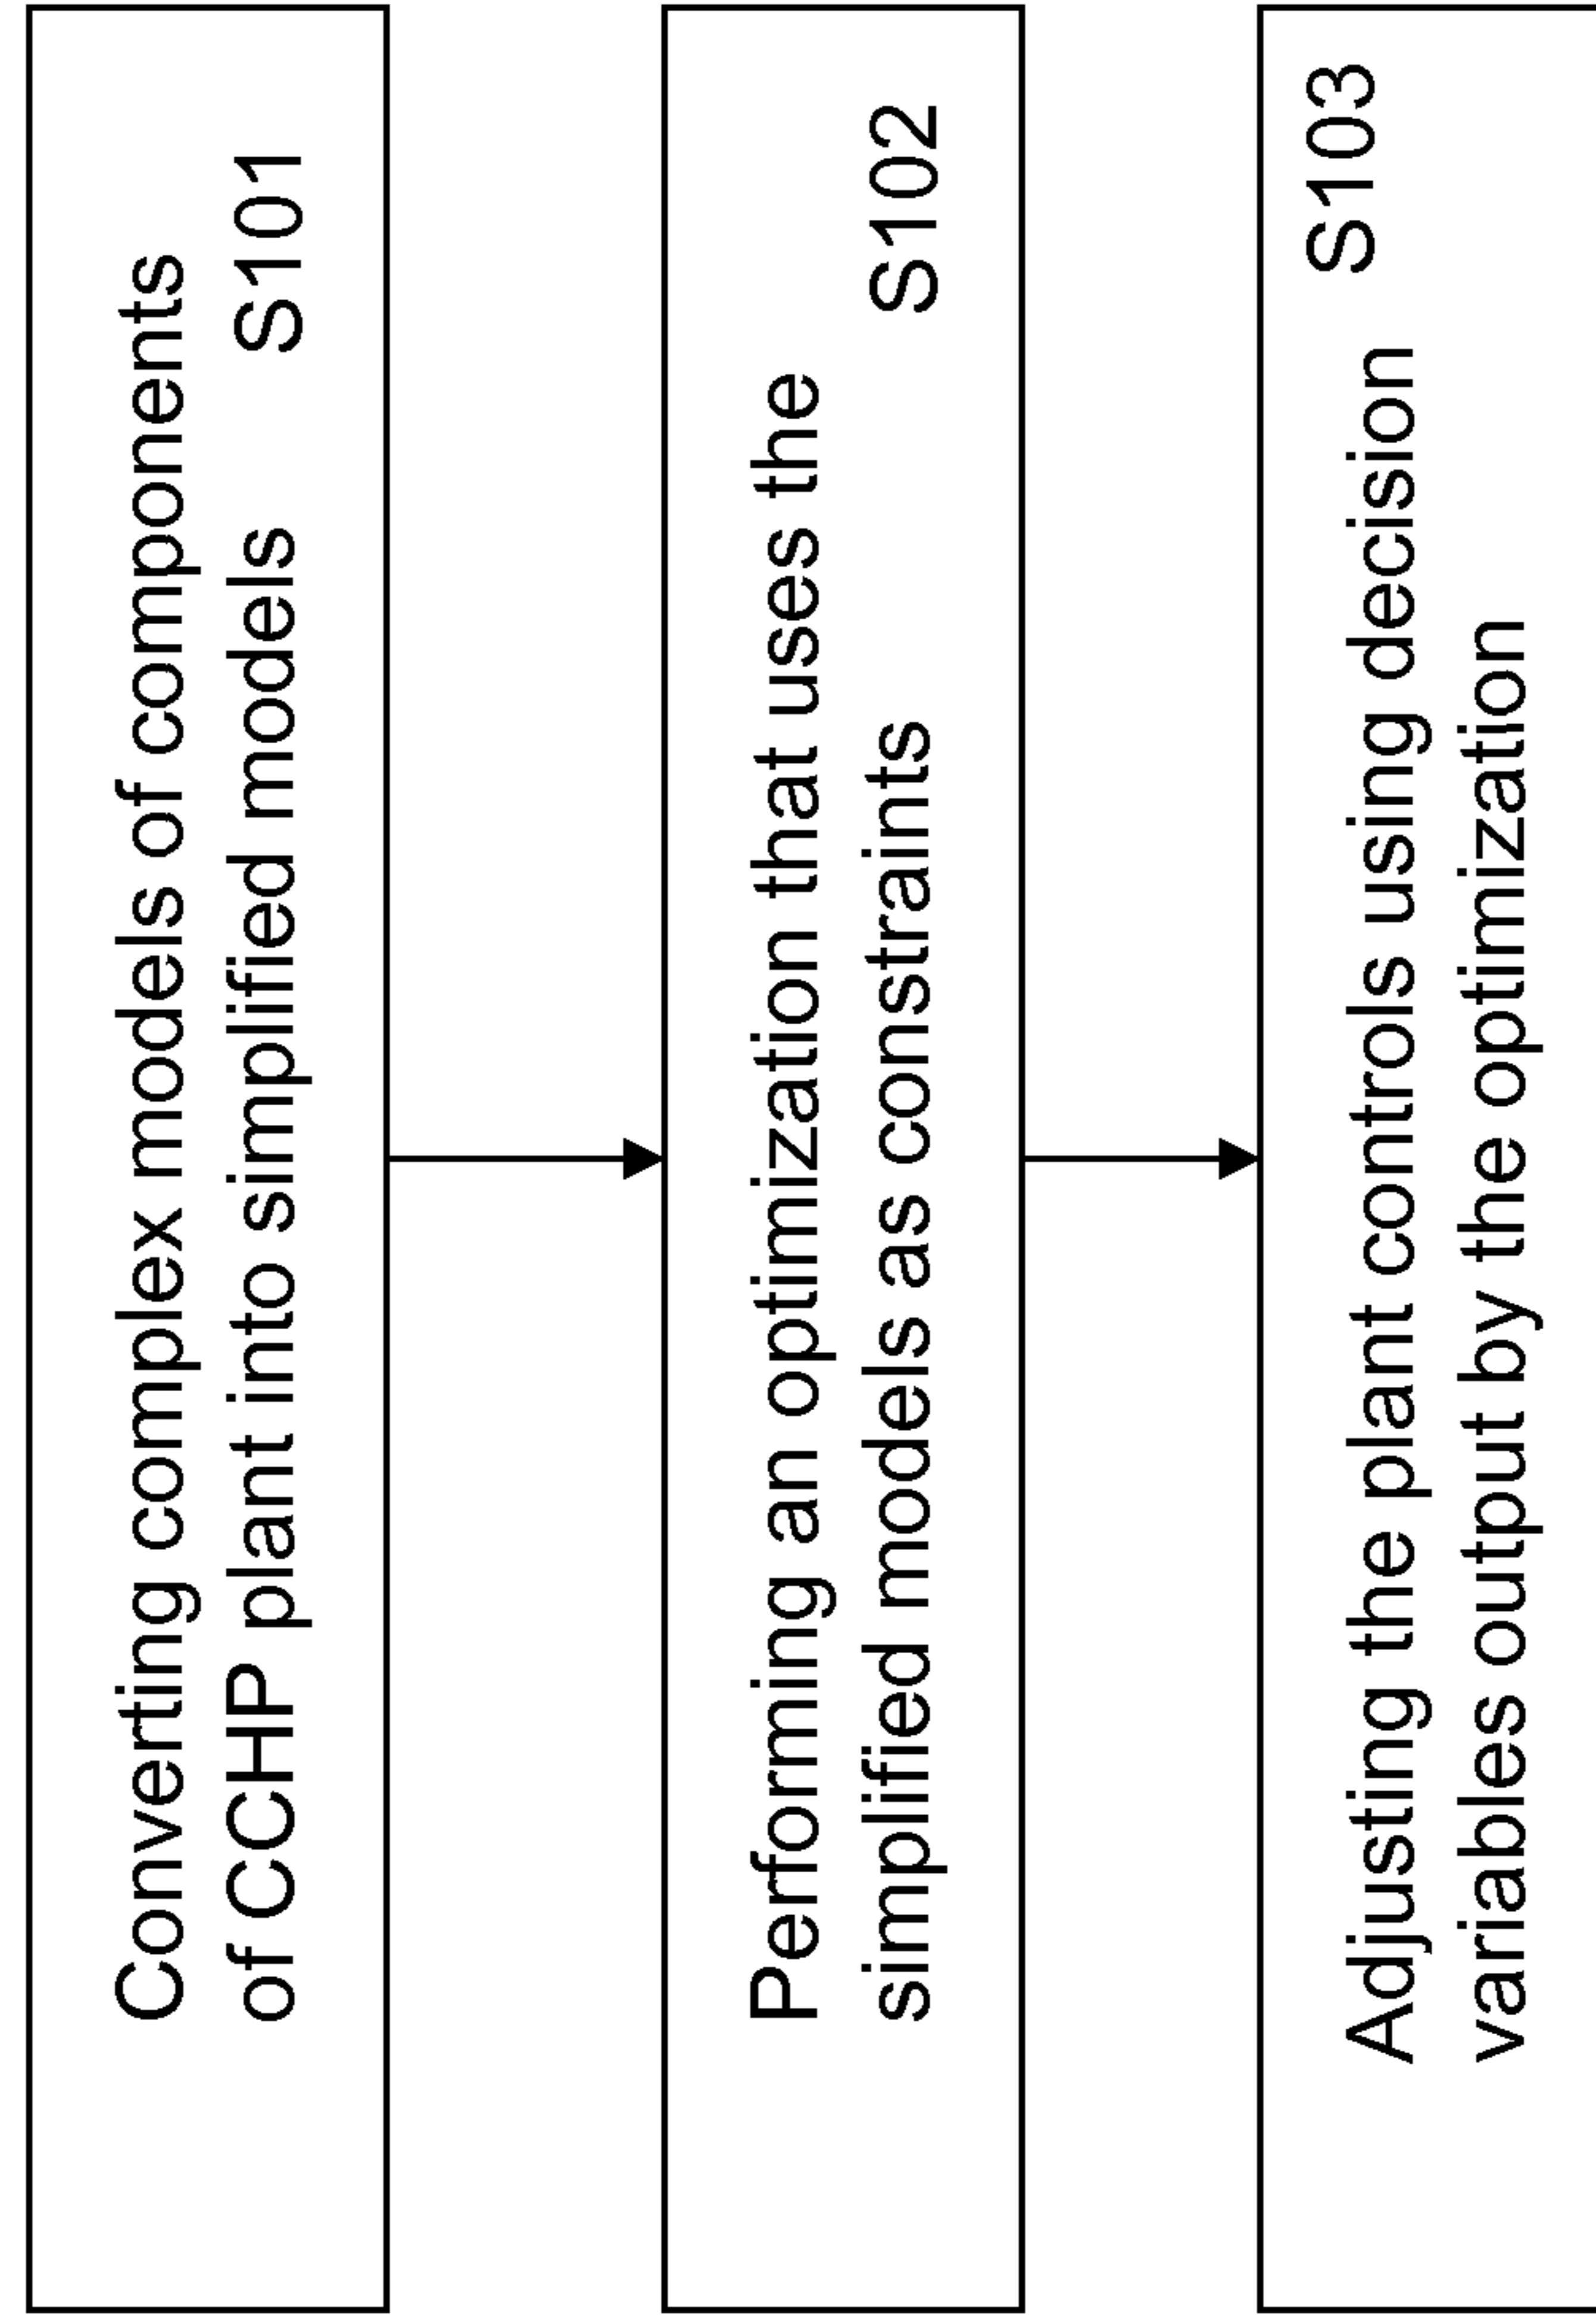 Converting complex models of components
of CCHP plant into simplified models S101
Performing an optimization that uses the
simplified models as constraints S102
Adjusting the plant controls using decision S103
variables output by the optimization